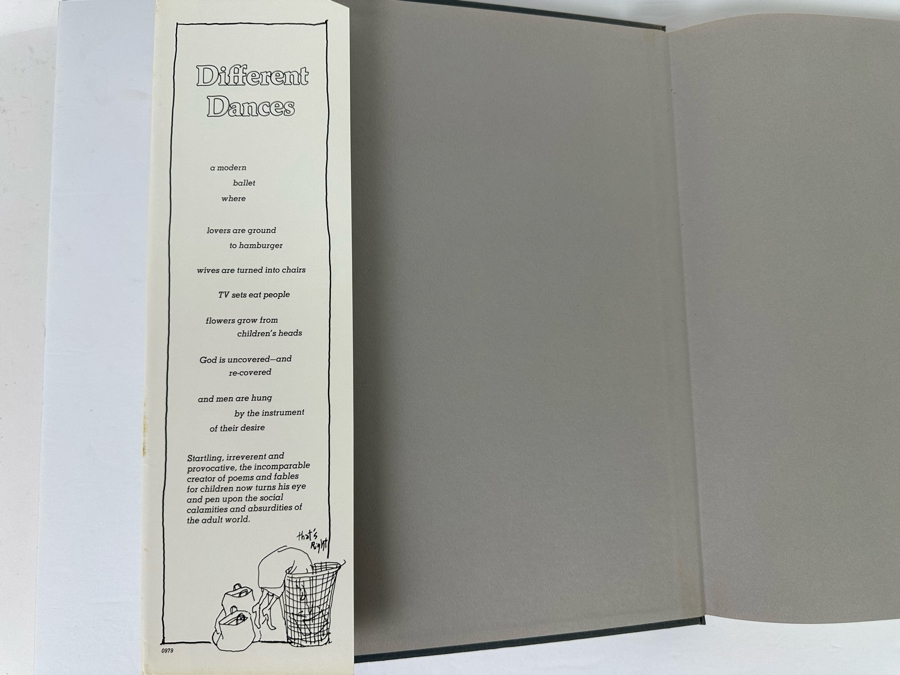 Different
Dances
a modern
ballet
where
lovers are ground
to hamburger
wives are turned into chairs
TV sets eat people
flowers grow from
children's heads
God is uncovered—and
re-covered
and men are hung
by the instrument
of their desire
Startling, irreverent and
provocative, the incomparable
creator of poems and fables
for children now turns his eye
and pen upon the social
calamities and absurdities of
the adult world.
that's
Right
0979